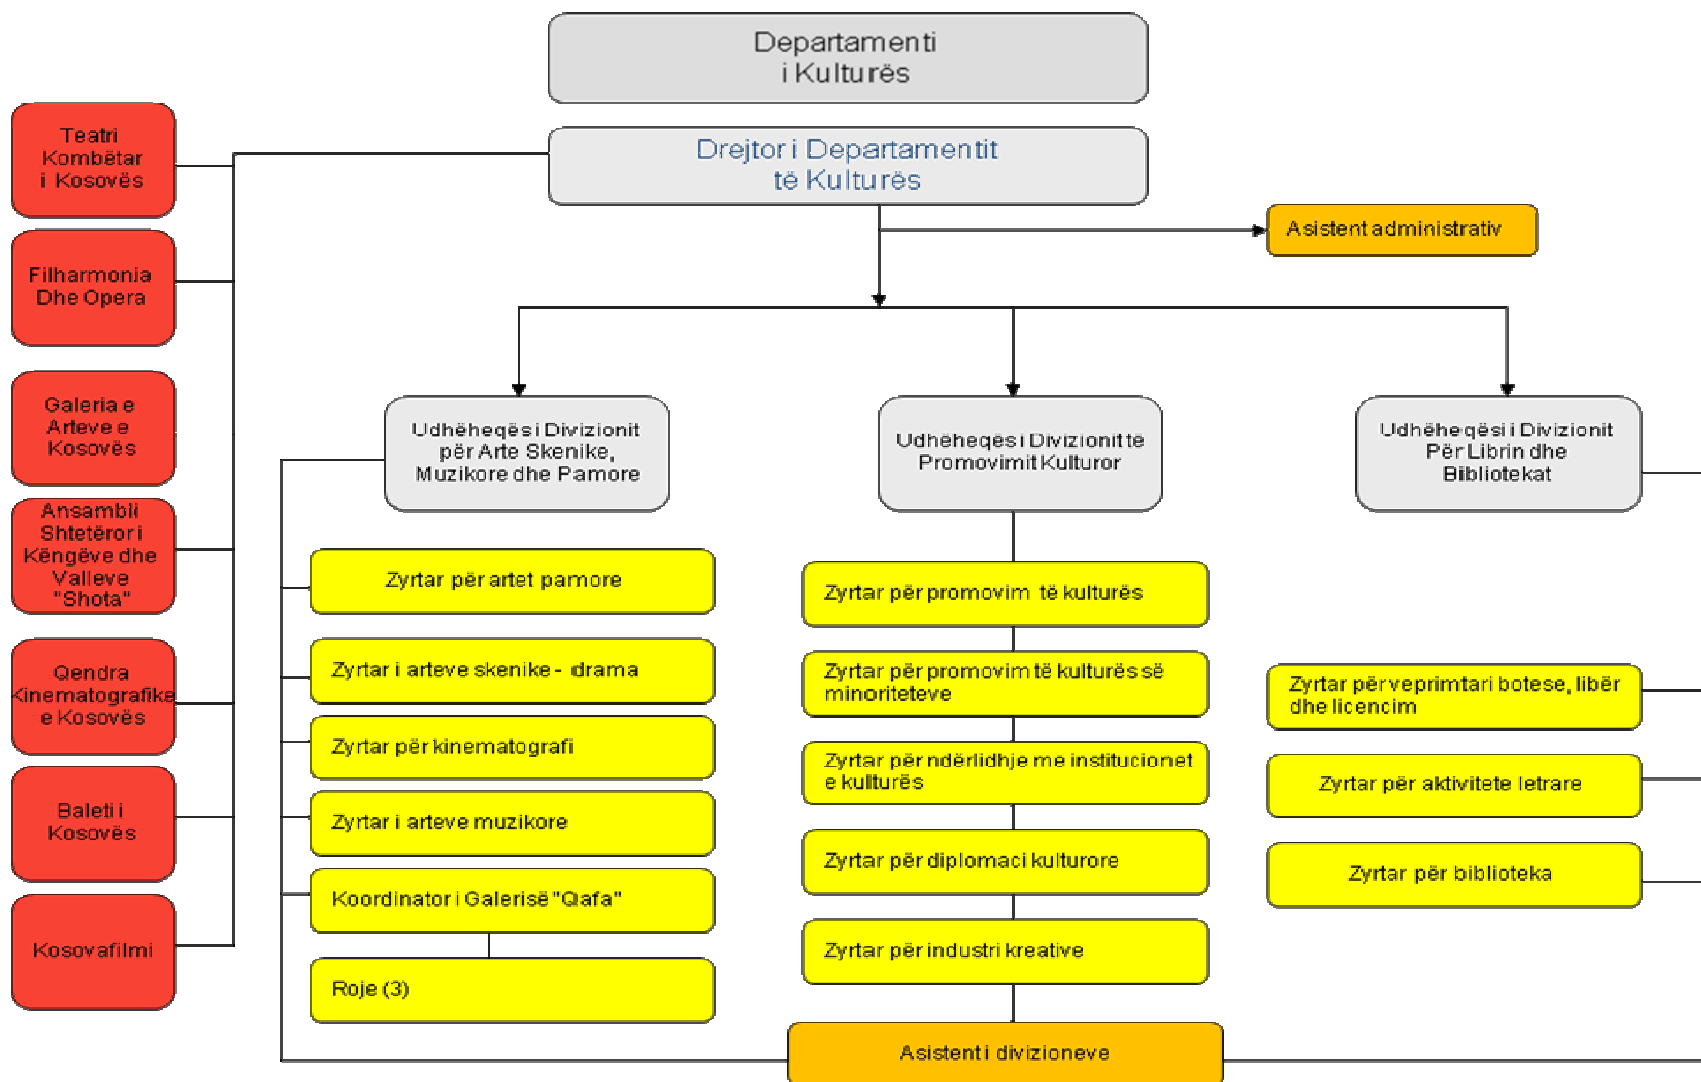 Departamenti
i Kulturës
Drejtor i Departamentit
të Kulturës
Asistent administrativ
Teatri
Kombëtar
i Kosovës
Filharmonia
Dhe Opera
Galeria e
Arteve e
Kosovës
Ansambli
Shtetëror i
Këngëve dhe
Valleve
"Shota"
Qendra
Kinematografike
e Kosovës
Baleti i
Kosovës
Kosovafilmi
Udhëheqësi i Divizionit
për Arte Skenike,
Muzikore dhe Pamore
Zyrtar për artet pamore
Zyrtar i arteve skenike - drama
Zyrtar për kinematografi
Zyrtar i arteve muzikore
Koordinator i Galerisë "Qafa"
Roje (3)
Udhëheqësi i Divizionit të
Promovimit Kulturor
Zyrtar për promovim të kulturës
Zyrtar për promovim të kulturës së
minoriteteve
Zyrtar për ndërlidhje me institucionet
e kulturës
Zyrtar për diplomaci kulturore
Zyrtar për industri kreative
Udhëheqësi i Divizionit
Për Librin dhe
Bibliotekat
Zyrtar për veprimtari botese, libër
dhe licencim
Zyrtar për aktivitete letrare
Zyrtar për biblioteka
Asistent i divizioneve